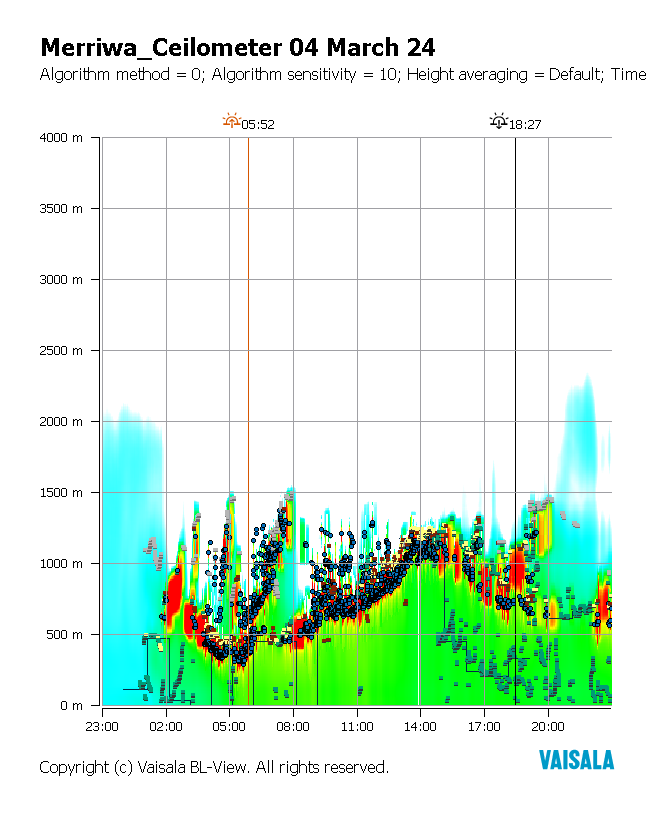 Merriwa_Ceilometer 04 March 24
Algorithm method = 0; Algorithm sensitivity = 10; Height averaging = Default; Time
05:52 18:27
4000 m
3500 m
3000 m
2500 m
2000 m
1500 m
1000 m
500 m
0 m
23:00 02:00 05:00 08:00 11:00 14:00 17:00 20:00
VAISALA
Copyright (c) Vaisala BL-View. All rights reserved.